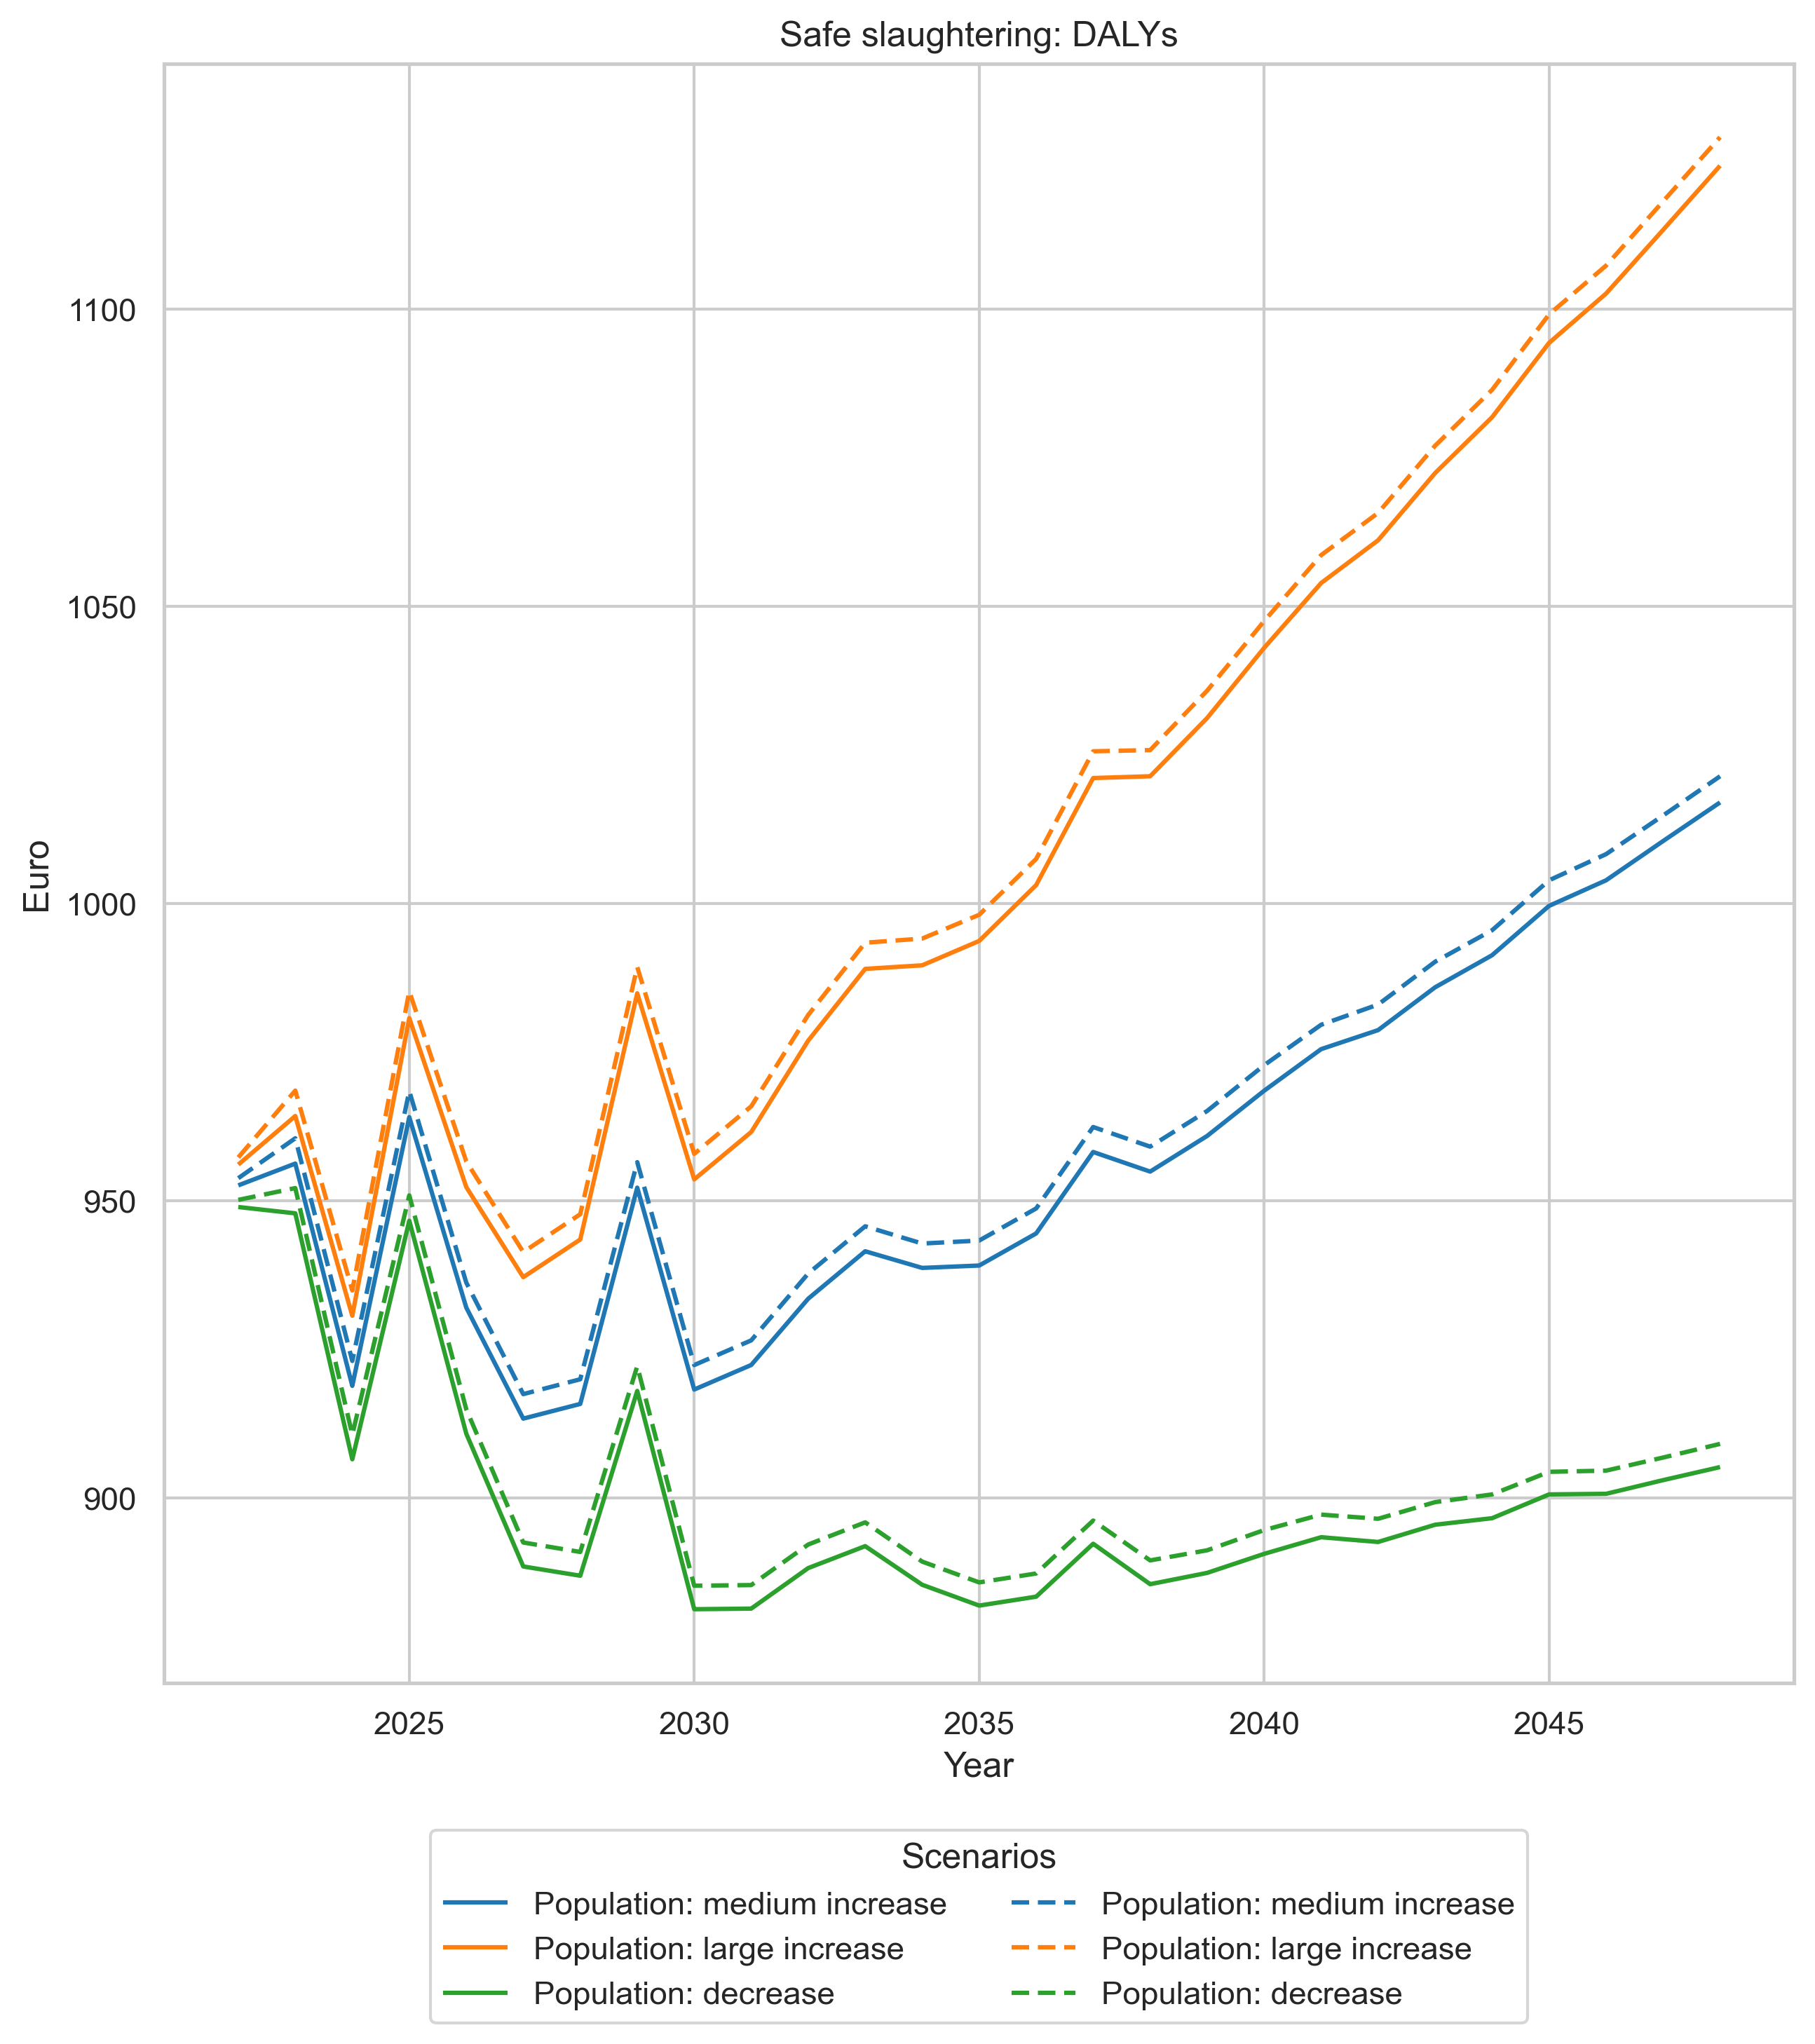 Safe slaughtering: DALYs
1100
1050
1000
950
900
Euro
2025 2030 2035 2040 2045
Year
Scenarios
Population: medium increase Population: medium increase
Population: large increase Population: large increase
Population: decrease Population: decrease